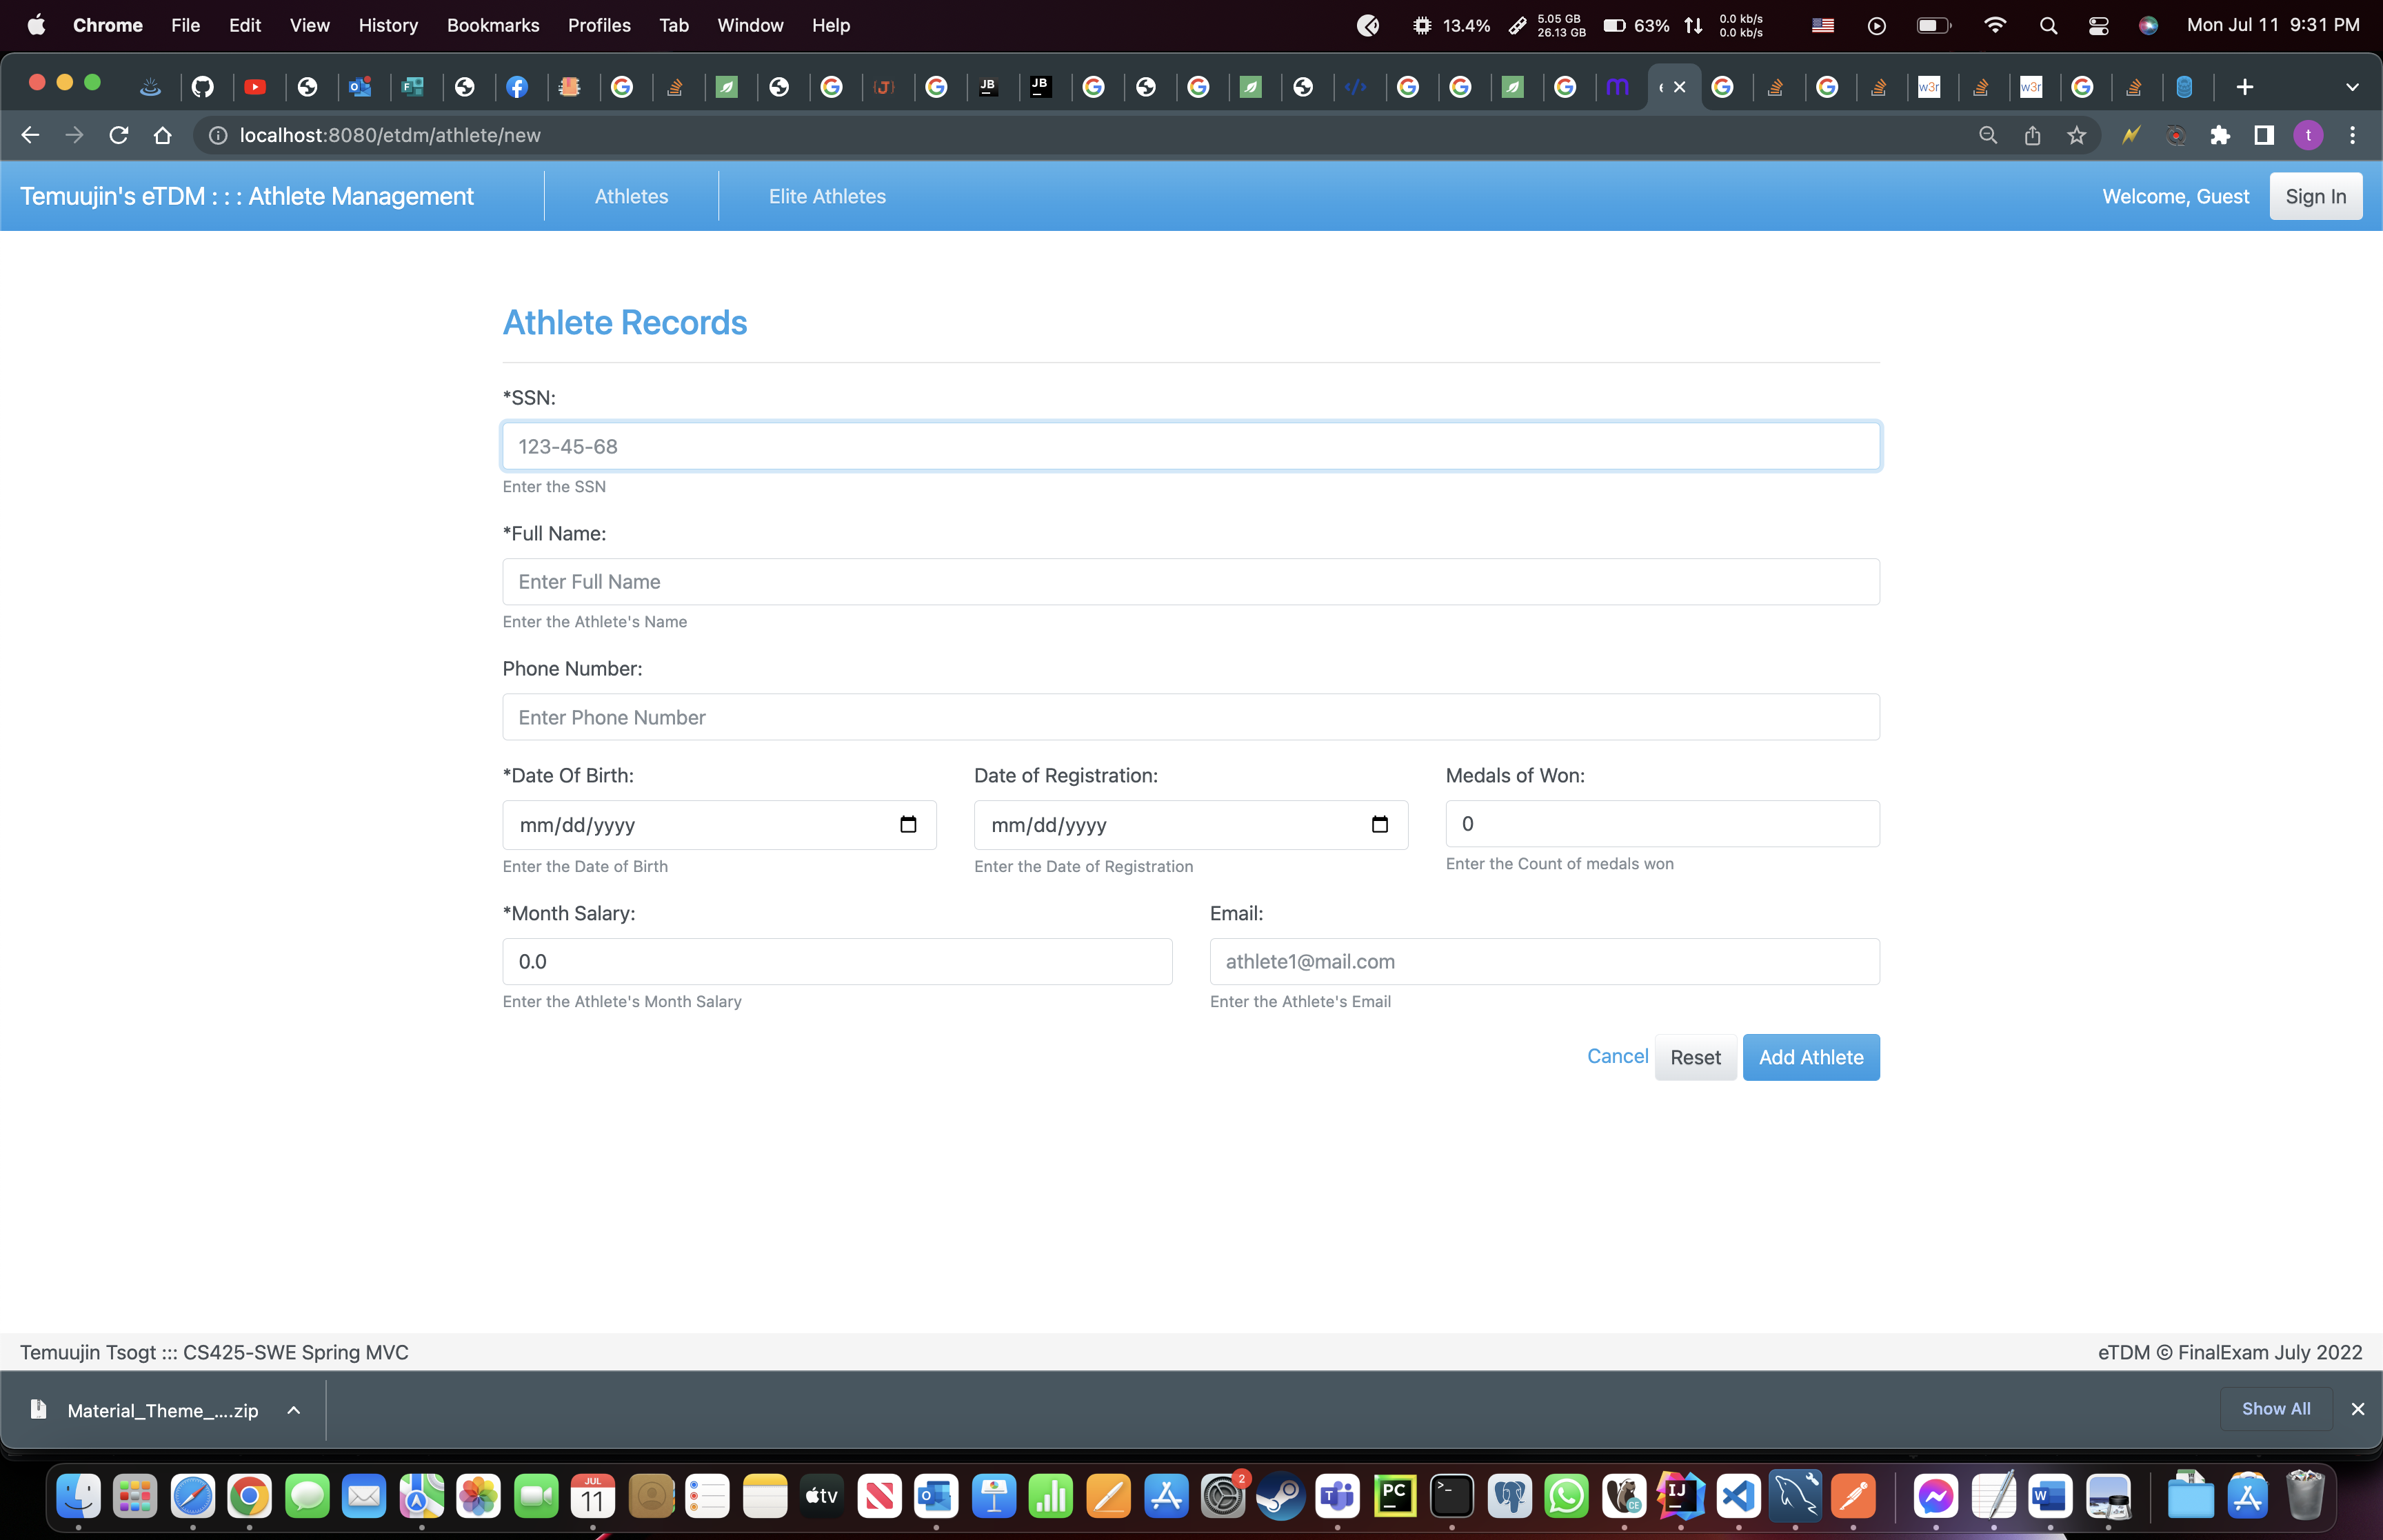 Chrome File Edit View History Bookmarks Profiles Tab Window Help 13.4% 5.05 GB 26.13 GB 63% 0.0 kb/s 0.0 kb/s Mon Jul 11 9:31 PM
localhost:8080/etdm/athlete/new t
Temuujin's eTDM : : : Athlete Management Athletes Elite Athletes Welcome, Guest Sign In
Athlete Records
*SSN:
123-45-68
Enter the SSN
*Full Name:
Enter Full Name
Enter the Athlete's Name
Phone Number:
Enter Phone Number
*Date Of Birth: Date of Registration: Medals of Won:
mm/dd/yyyy mm/dd/yyyy 0
Enter the Date of Birth Enter the Date of Registration Enter the Count of medals won
*Month Salary: Email:
0.0 athlete1@mail.com
Enter the Athlete's Month Salary Enter the Athlete's Email
Cancel Reset Add Athlete
Temuujin Tsogt ::: CS425-SWE Spring MVC eTDM © FinalExam July 2022
Material_Theme_....zip Show All
JUL 11 tv 2 PC IJ W